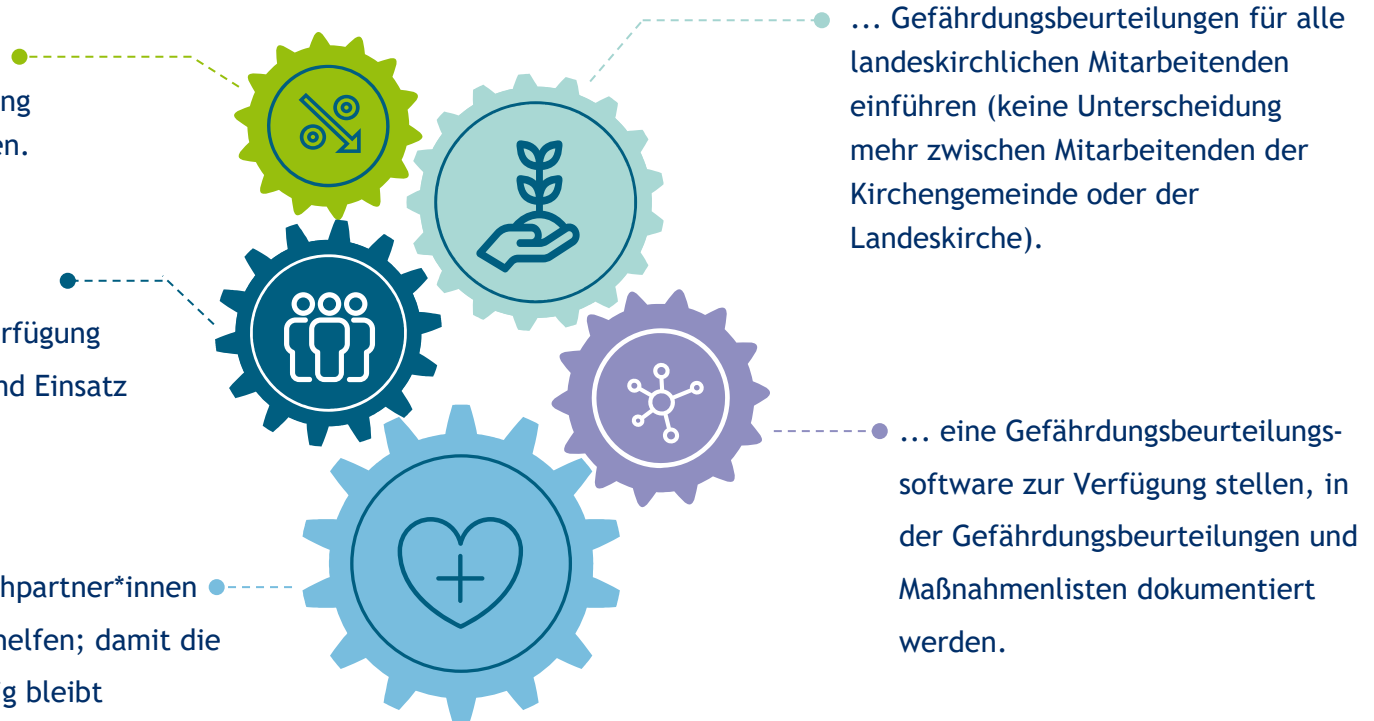 ng
en.
rfügung
nd Einsatz
hpartner*innen
helfen; damit die
g bleibt
... Gefährdungsbeurteilungen für alle
landeskirchlichen Mitarbeitenden
einführen (keine Unterscheidung
mehr zwischen Mitarbeitenden der
Kirchengemeinde oder der
Landeskirche).
... eine Gefährdungsbeurteilungs-
software zur Verfügung stellen, in
der Gefährdungsbeurteilungen und
Maßnahmenlisten dokumentiert
werden.